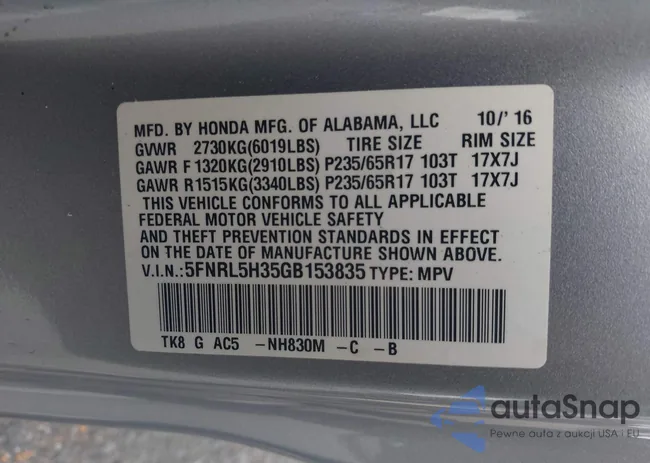 MFD. BY HONDA MFG. OF ALABAMA, LLC 10/'16
GVWR 2730KG(6019LBS) TIRE SIZE RIM SIZE
GAWR F 1320KG(2910LBS) P235/65R17 103T 17X7J
GAWR R1515KG(3340LBS) P235/65R17 103T 17X7J
THIS VEHICLE CONFORMS TO ALL APPLICABLE
FEDERAL MOTOR VEHICLE SAFETY
AND THEFT PREVENTION STANDARDS IN EFFECT
ON THE DATE OF MANUFACTURE SHOWN ABOVE.
V.I.N.:5FNRL5H35GB153835 TYPE: MPV
TK8 G AC5 -NH830M -C -B
autaSnap
Pewne auta z aukcji USA i EU